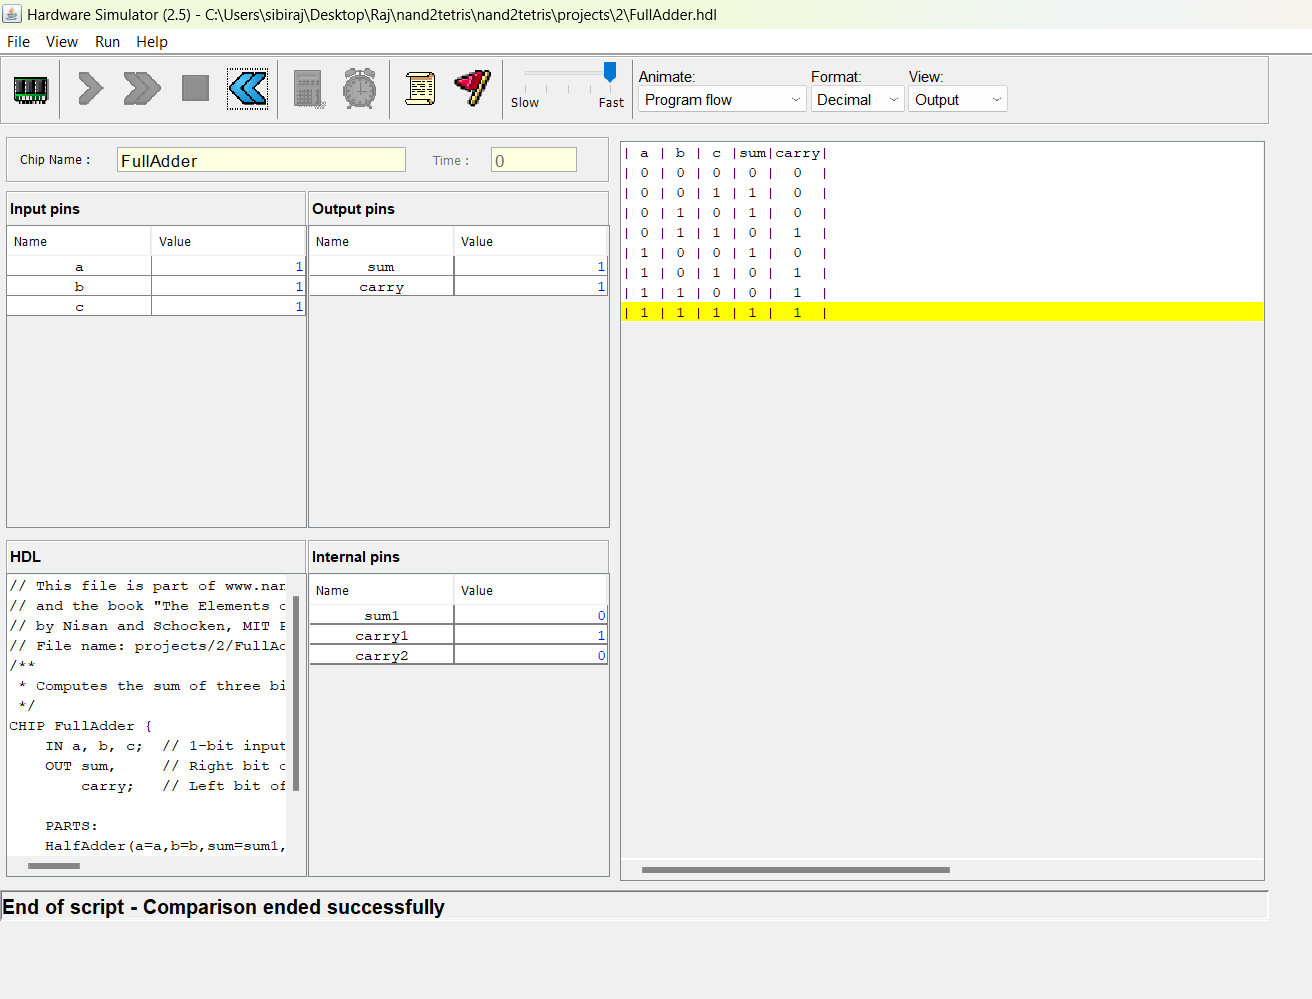 Hardware Simulator (2.5) - C:\Users\sibiraj\Desktop\Raj\nand2tetris\nand2tetris\projects\2\FullAdder.hdl
File View Run Help
Slow Fast
Animate: Format: View:
Program flow Decimal Output
Chip Name : FullAdder Time : 0
Input pins
Name Value
a 1
b 1
c 1
Output pins
Name Value
sum 1
carry 1
| a | b | c |sum|carry|
| 0 | 0 | 0 | 0 | 0 |
| 0 | 0 | 1 | 1 | 0 |
| 0 | 1 | 0 | 1 | 0 |
| 0 | 1 | 1 | 0 | 1 |
| 1 | 0 | 0 | 1 | 0 |
| 1 | 0 | 1 | 0 | 1 |
| 1 | 1 | 0 | 0 | 1 |
| 1 | 1 | 1 | 1 | 1 |
HDL
// This file is part of www.nan
// and the book "The Elements o
// by Nisan and Schocken, MIT P
// File name: projects/2/FullAd
/**
* Computes the sum of three bi
*/
CHIP FullAdder {
IN a, b, c; // 1-bit input
OUT sum, // Right bit o
carry; // Left bit of
PARTS:
HalfAdder(a=a,b=b,sum=sum1,
Internal pins
Name Value
sum1 0
carry1 1
carry2 0
End of script - Comparison ended successfully